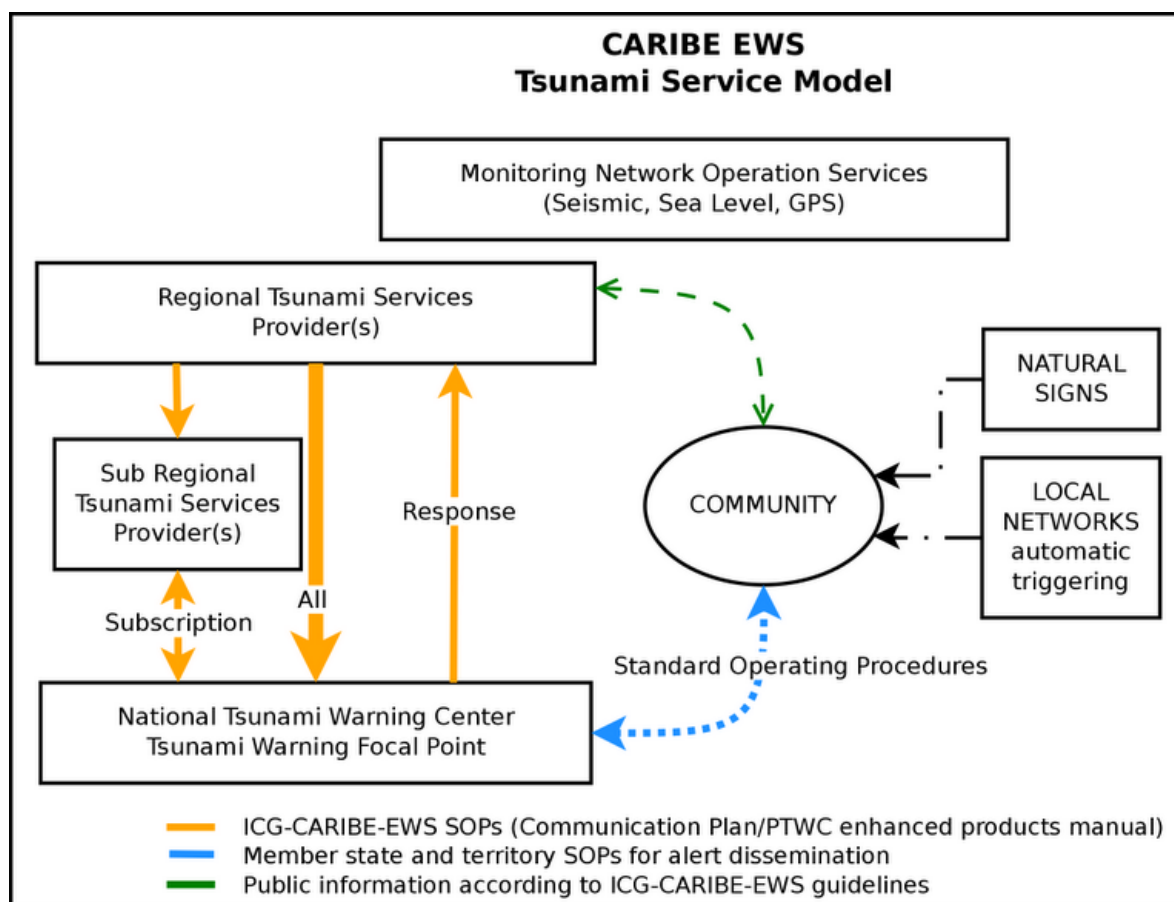 CARIBE EWS
Tsunami Service Model
Monitoring Network Operation Services
(Seismic, Sea Level, GPS)
Regional Tsunami Services
Provider(s)
NATURAL
SIGNS
Sub Regional
Tsunami Services
Provider(s)
Response
COMMUNITY
LOCAL
NETWORKS
automatic
triggering
All
Subscription
Standard Operating Procedures
National Tsunami Warning Center
Tsunami Warning Focal Point
ICG-CARIBE-EWS SOPs (Communication Plan/PTWC enhanced products manual)
Member state and territory SOPs for alert dissemination
Public information according to ICG-CARIBE-EWS guidelines